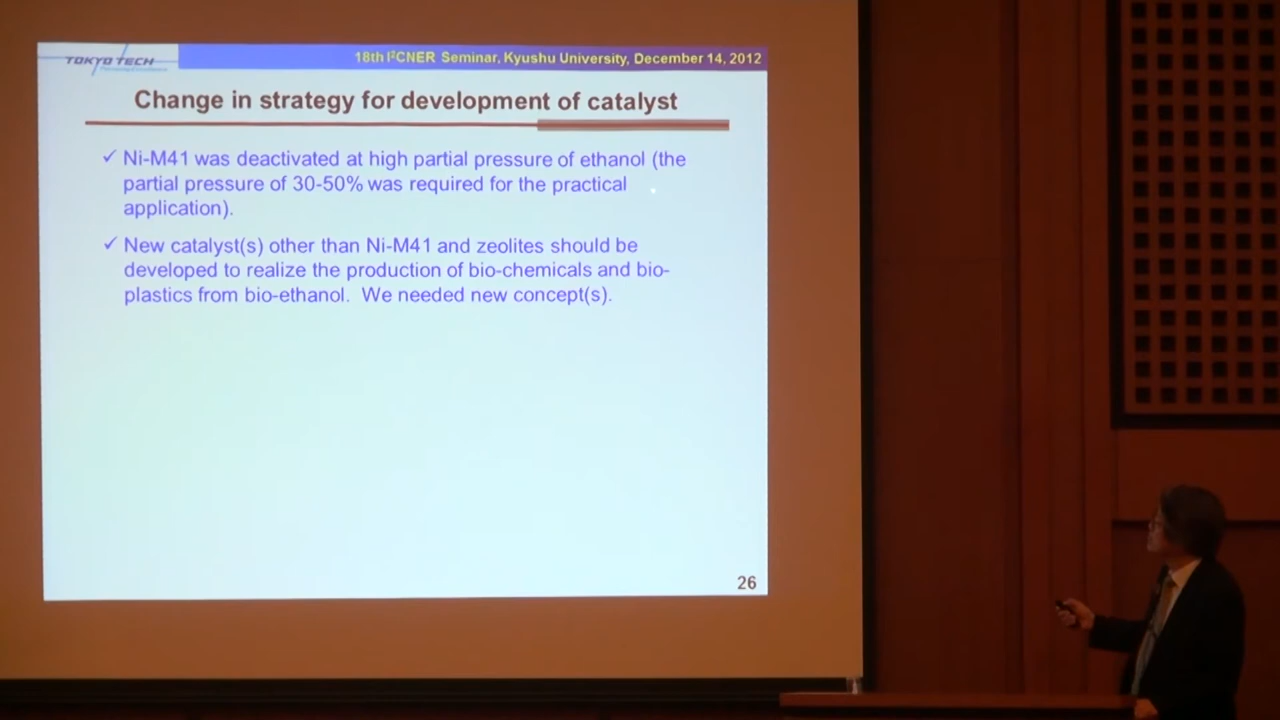 TOKYO TECH
18th I²CNER Seminar, Kyushu University, December 14, 2012
Change in strategy for development of catalyst
✓ Ni-M41 was deactivated at high partial pressure of ethanol (the
partial pressure of 30-50% was required for the practical
application).
✓ New catalyst(s) other than Ni-M41 and zeolites should be
developed to realize the production of bio-chemicals and bio-
plastics from bio-ethanol. We needed new concept(s).
26